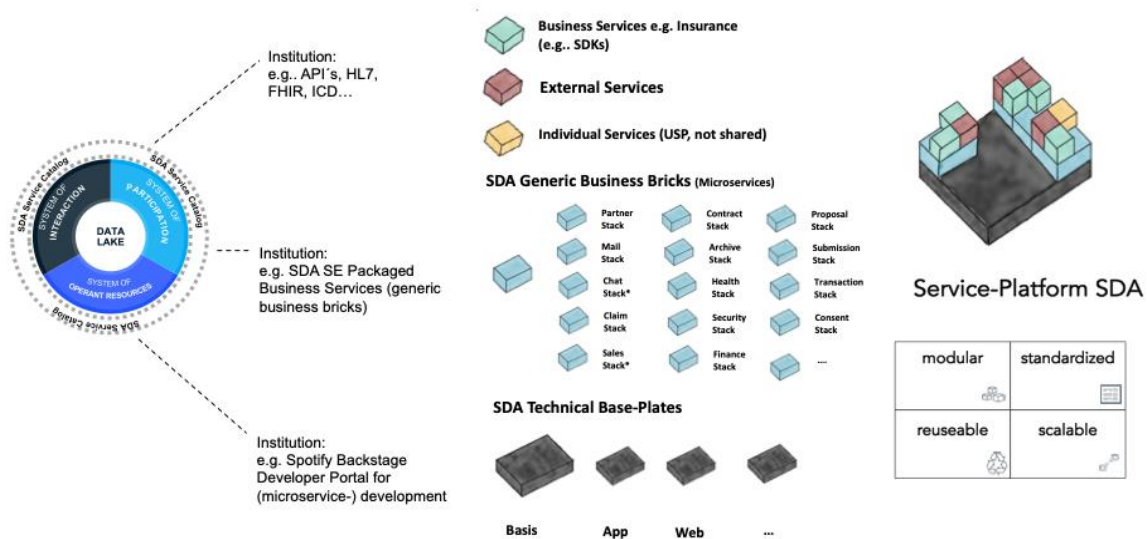 Institution:
e.g.. API´s, HL7,
FHIR, ICD…
SDA Service Catalog
SDA Service Catalog
SYSTEM OF
INTERACTION
SYSTEM OF
PARTICIPATION
DATA
LAKE
SYSTEM OF
OPERANT RESOURCES
SDA Service Catalog
Institution:
e.g. SDA SE Packaged
Business Services (generic
business bricks)
Institution:
e.g. Spotify Backstage
Developer Portal for
(microservice-) development
Business Services e.g. Insurance
(e.g.. SDKs)
External Services
Individual Services (USP, not shared)
SDA Generic Business Bricks (Microservices)
Partner
Stack
Contract
Stack
Proposal
Stack
Mail
Stack
Archive
Stack
Submission
Stack
Chat
Stack*
Health
Stack
Transaction
Stack
Claim
Stack
Security
Stack
Consent
Stack
Sales
Stack*
Finance
Stack
....
SDA Technical Base-Plates
Basis
App
Web
...
Service-Platform SDA
modular
standardized
reuseable
scalable